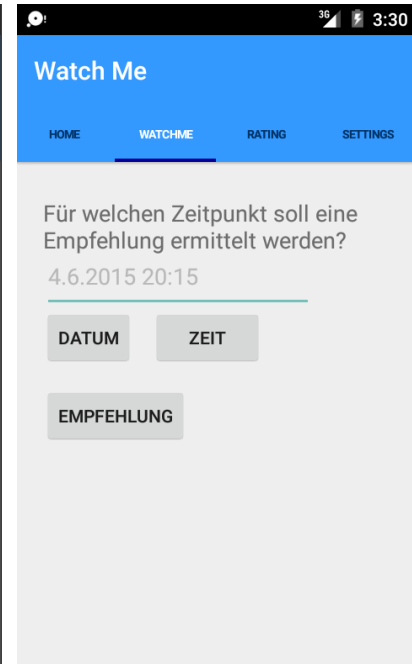 3G 3:30
Watch Me
HOME WATCHME RATING SETTINGS
Für welchen Zeitpunkt soll eine
Empfehlung ermittelt werden?
4.6.2015 20:15
DATUM ZEIT
EMPFEHLUNG